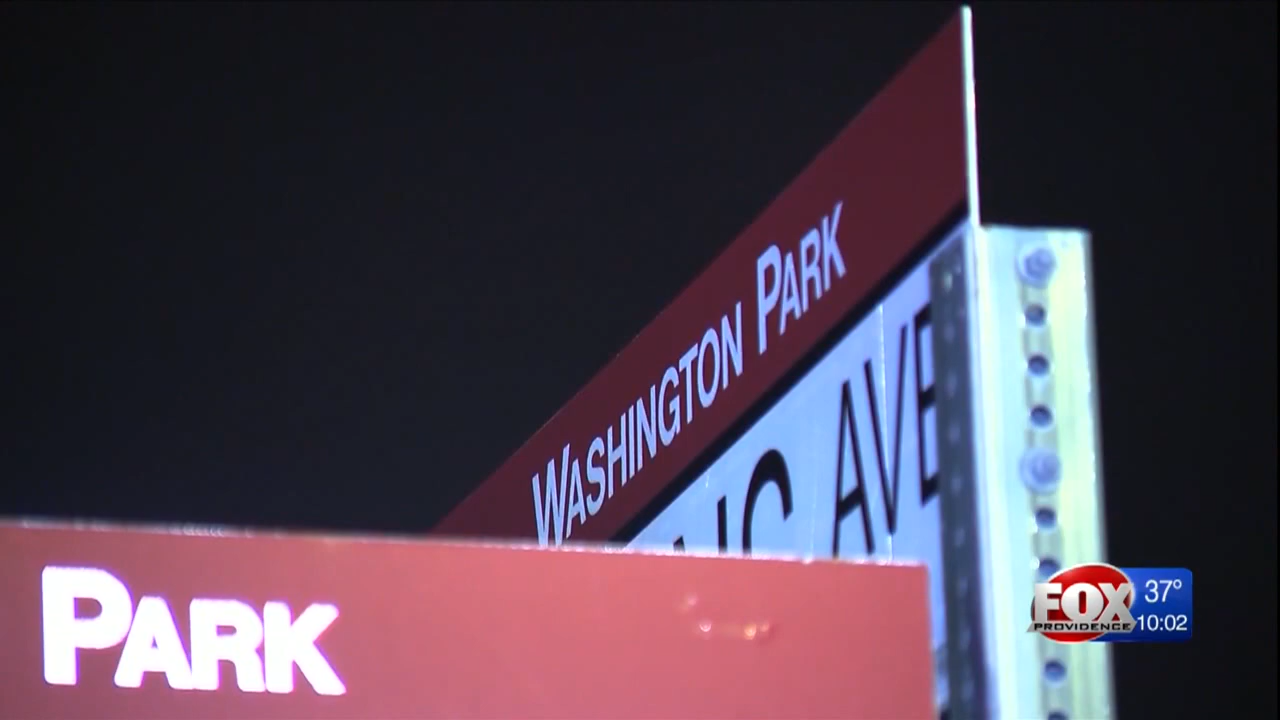 WASHINGTON PARK
AVE
PARK
FOX 37°
PROVIDENCE 10:02